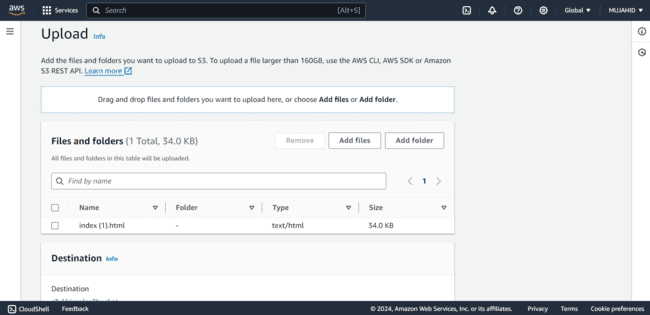 aws Services Search [Alt+S] Global MUJAHID
Upload Info
Add the files and folders you want to upload to S3. To upload a file larger than 160GB, use the AWS CLI, AWS SDK or Amazon
S3 REST API. Learn more
Drag and drop files and folders you want to upload here, or choose Add files or Add folder.
Files and folders (1 Total, 34.0 KB) Remove Add files Add folder
All files and folders in this table will be uploaded.
Find by name 1
Name Folder Type Size
index (1).html - text/html 34.0 KB
Destination Info
Destination
CloudShell Feedback © 2024, Amazon Web Services, Inc. or its affiliates. Privacy Terms Cookie preferences